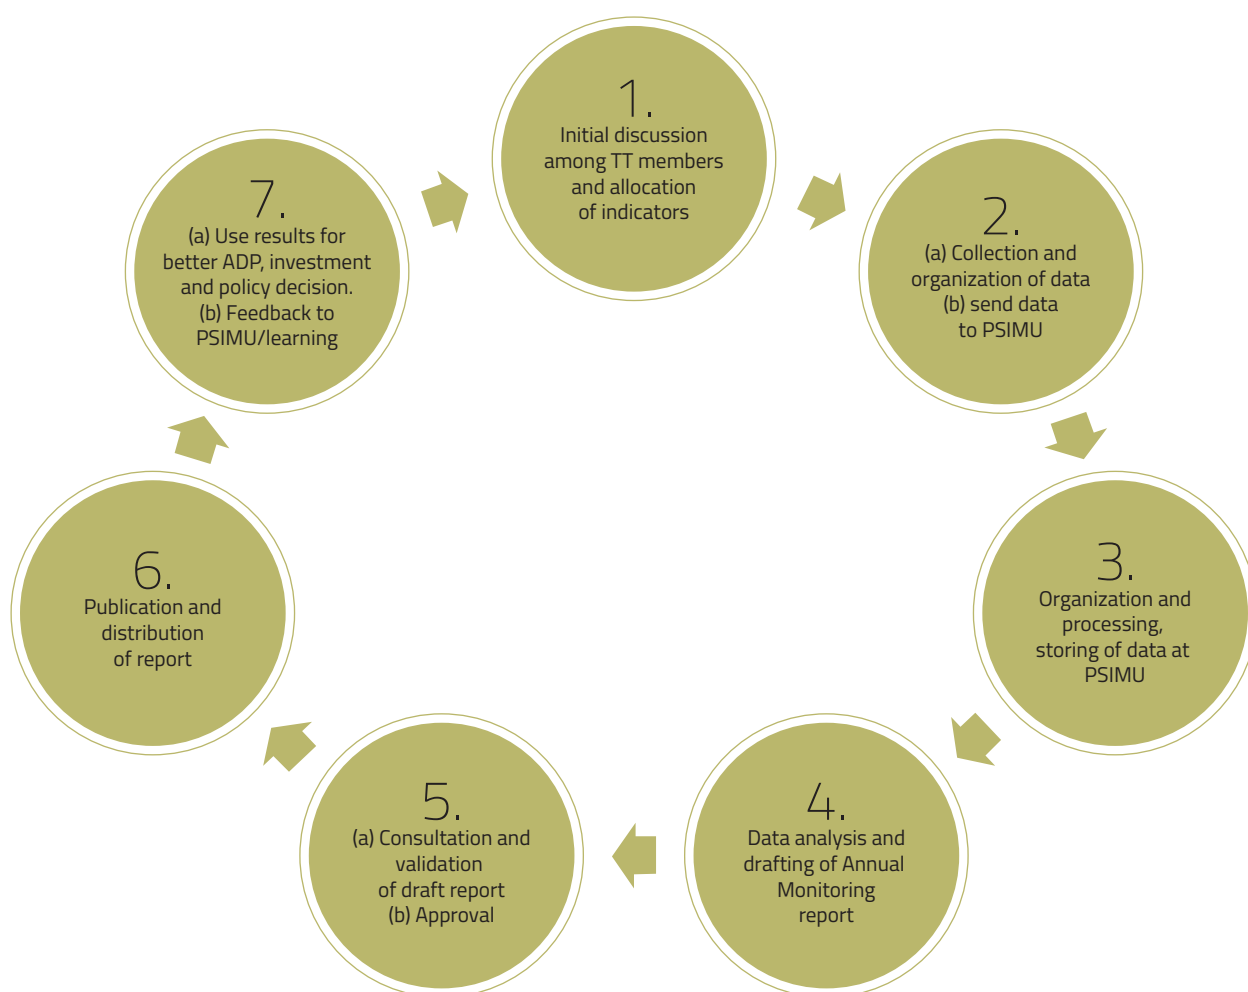 1.
Initial discussion
among TT members
and allocation
of indicators
2.
(a) Collection and
organization of data
(b) send data
to PSIMU
3.
Organization and
processing,
storing of data at
PSIMU
4.
Data analysis and
drafting of Annual
Monitoring
report
5.
(a) Consultation and
validation
of draft report
(b) Approval
6.
Publication and
distribution
of report
7.
(a) Use results for
better ADP, investment
and policy decision.
(b) Feedback to
PSIMU/learning